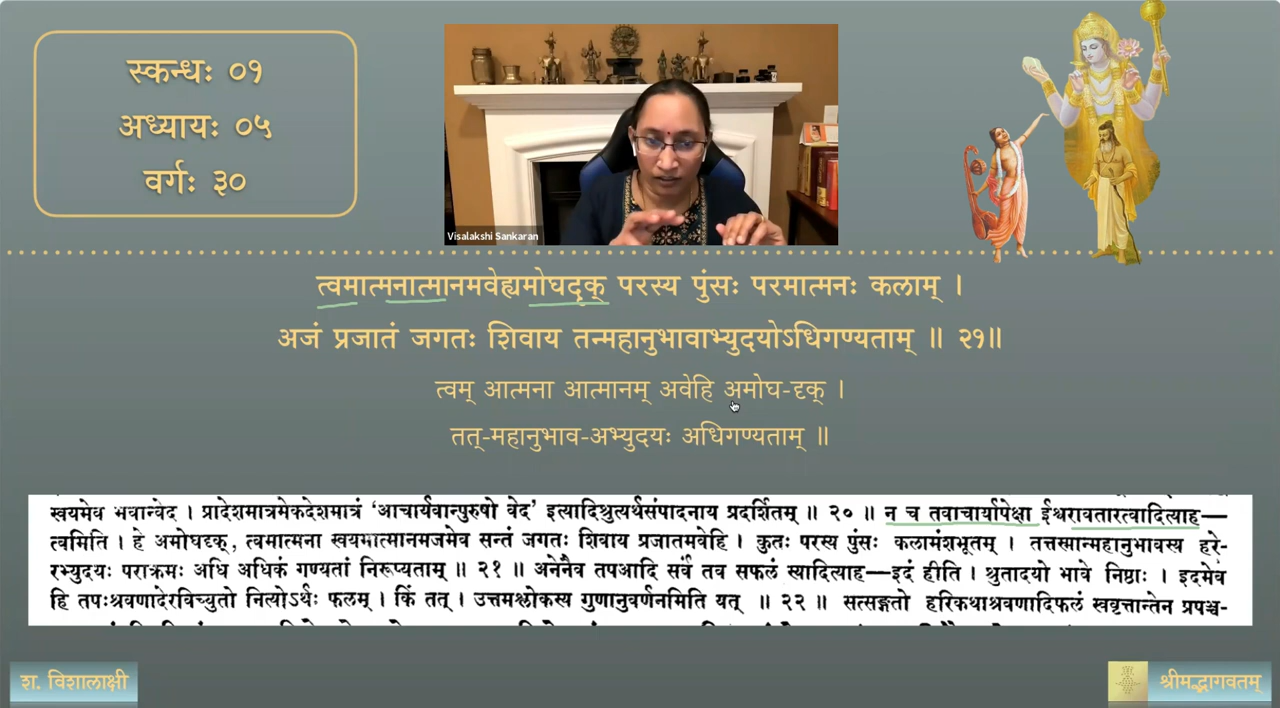 स्कन्धः ०१
अध्यायः ०५
वर्गः ३०
Visalakshi Sankaran
त्वमात्मनात्मानमवेह्यमोघदृक् परस्य पुंसः परमात्मनः कलाम् ।
अजं प्रजातं जगतः शिवाय तन्महानुभावाभ्युदयोऽधिगण्यताम् ॥ २१॥
त्वम् आत्मना आत्मानम् अवेहि अमोघ-दृक् ।
तत्-महानुभाव-अभ्युदयः अधिगण्यताम् ॥
स्वयमेव भवान्वेद । प्रादेशमात्रमेकदेशमात्रं ‘आचार्यवान्पुरुषो वेद’ इत्यादिश्रुत्यर्थसंपादनाय प्रदर्शितम् ॥ २० ॥ न च तवाचार्यापेक्षा ईश्वरावतारत्वादित्याह—
त्वमिति । हे अमोघदृक्, त्वमात्मना स्वयमात्मानमजमेव सन्तं जगतः शिवाय प्रजातमवेहि । कुतः परस्य पुंसः कलामंशभूतम् । तत्तस्मान्महानुभावस्य हरे-
रभ्युदयः पराक्रमः अधि अधिकं गण्यतां निरूप्यताम् ॥ २१ ॥ अनेनैव तपआदि सर्वं तव सफलं स्यादित्याह—इदं हीति । श्रुतादयो भावे निष्ठाः । इदमेव
हि तपःश्रवणादेरविच्युतो नित्योऽर्थः फलम् । किं तत् । उत्तमश्लोकस्य गुणानुवर्णनमिति यत् ॥ २२ ॥ सत्सङ्गतो हरिकथाश्रवणादिफलं स्ववृत्तान्तेन प्रपञ्च-
श. विशालाक्षी
श्रीमद्भागवतम्